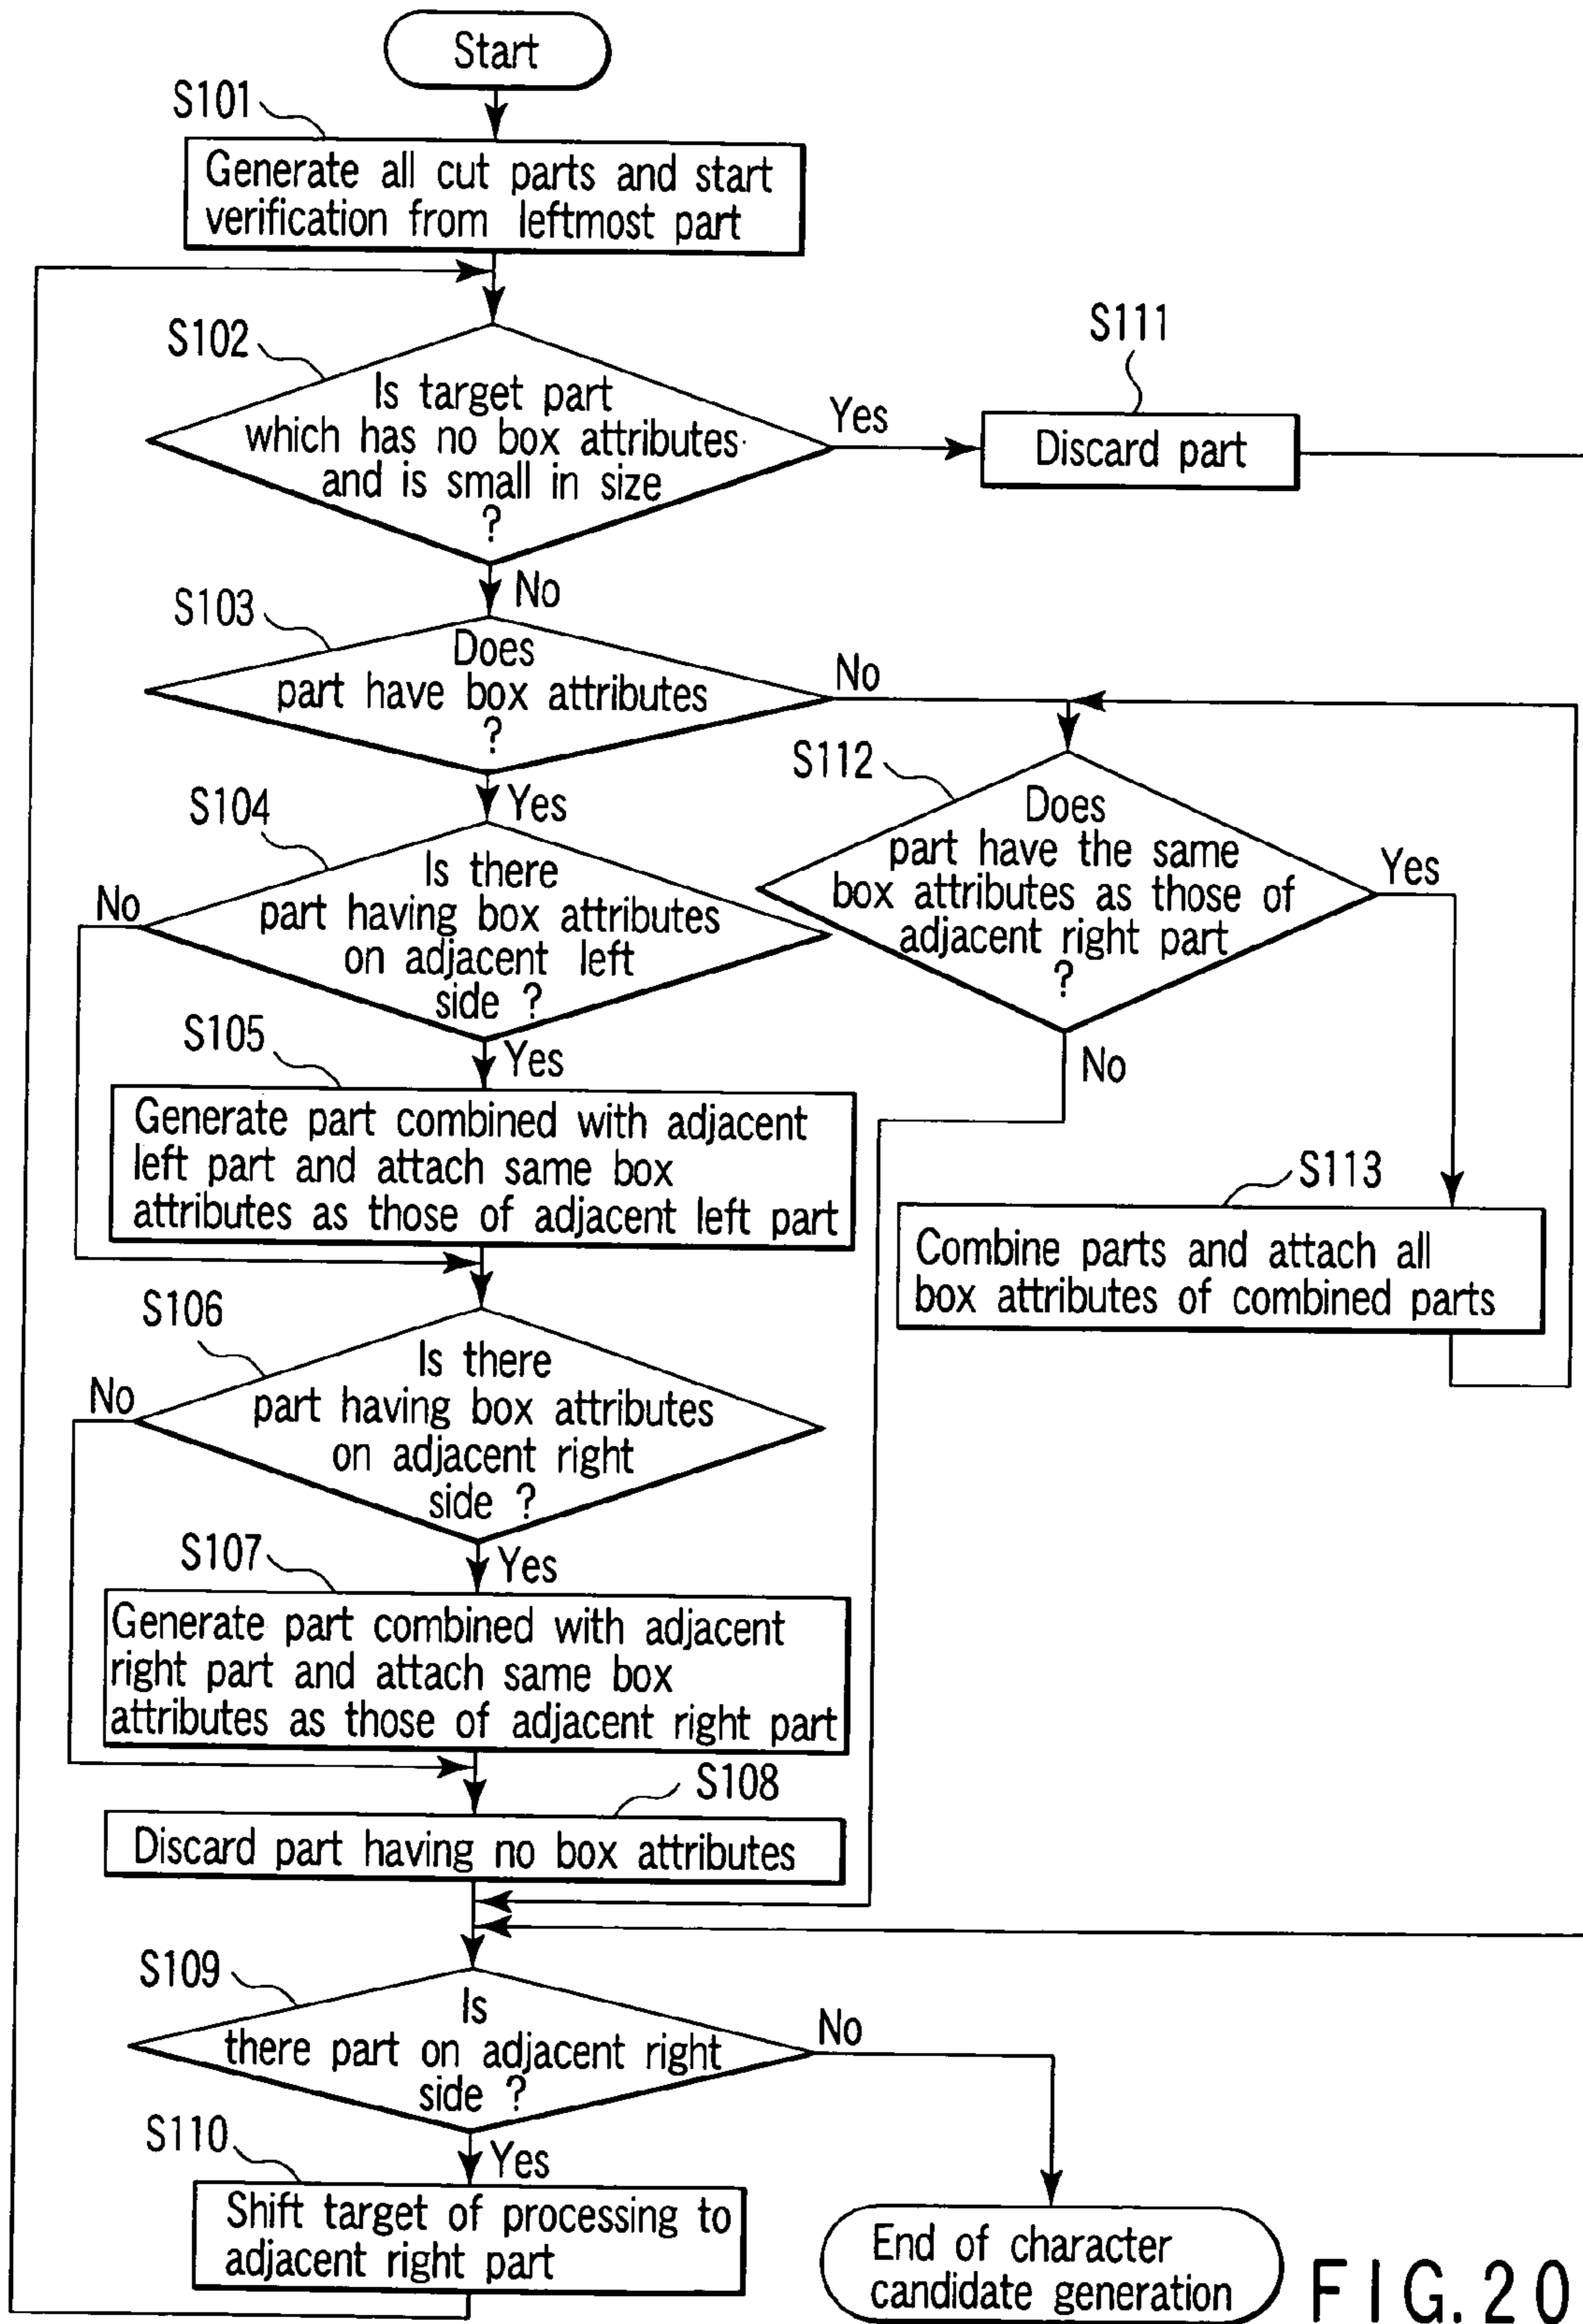 Start
S101
Generate all cut parts and start
verification from leftmost part
S102
Is target part
which has no box attributes
and is small in size
?
Yes
S111
Discard part
No
S103
Does
part have box attributes
?
No
Yes
S104
Is there
part having box attributes
on adjacent left
side ?
No
Yes
S112
Does
part have the same
box attributes as those of
adjacent right part
?
Yes
No
S105
Generate part combined with adjacent
left part and attach same box
attributes as those of adjacent left part
S113
Combine parts and attach all
box attributes of combined parts
S106
Is there
part having box attributes
on adjacent right
side ?
No
Yes
S107
Generate part combined with adjacent
right part and attach same box
attributes as those of adjacent right part
S108
Discard part having no box attributes
S109
Is
there part on adjacent right
side ?
No
Yes
S110
Shift target of processing to
adjacent right part
End of character
candidate generation
FIG. 20